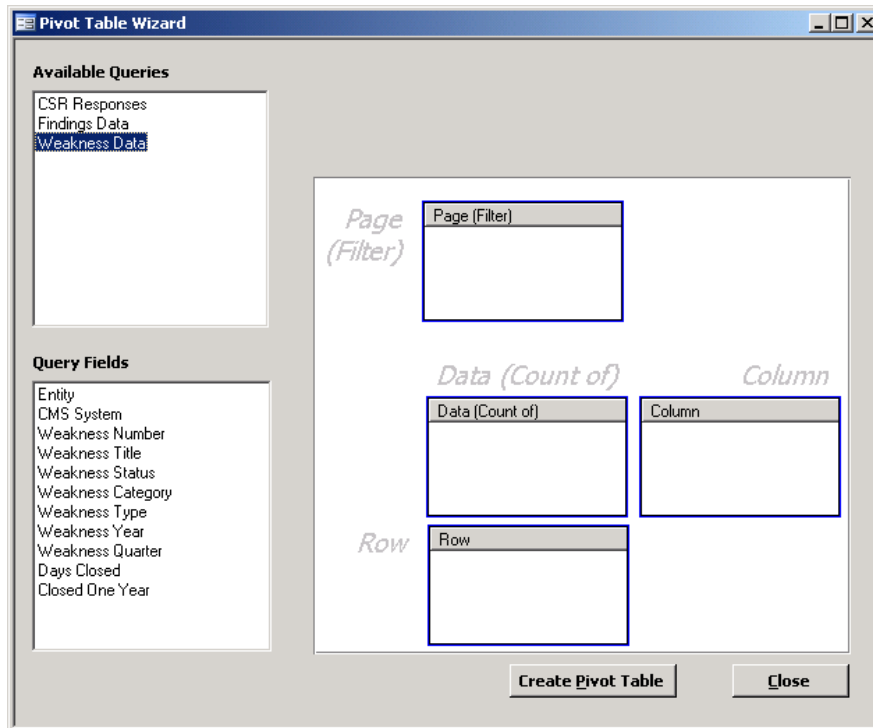 Pivot Table Wizard
Available Queries
CSR Responses
Findings Data
Weakness Data
Page
(Filter)
Page (Filter)
Query Fields
Entity
CMS System
Weakness Number
Weakness Title
Weakness Status
Weakness Category
Weakness Type
Weakness Year
Weakness Quarter
Days Closed
Closed One Year
Data (Count of)
Column
Data (Count of)
Column
Row
Row
Create Pivot Table
Close